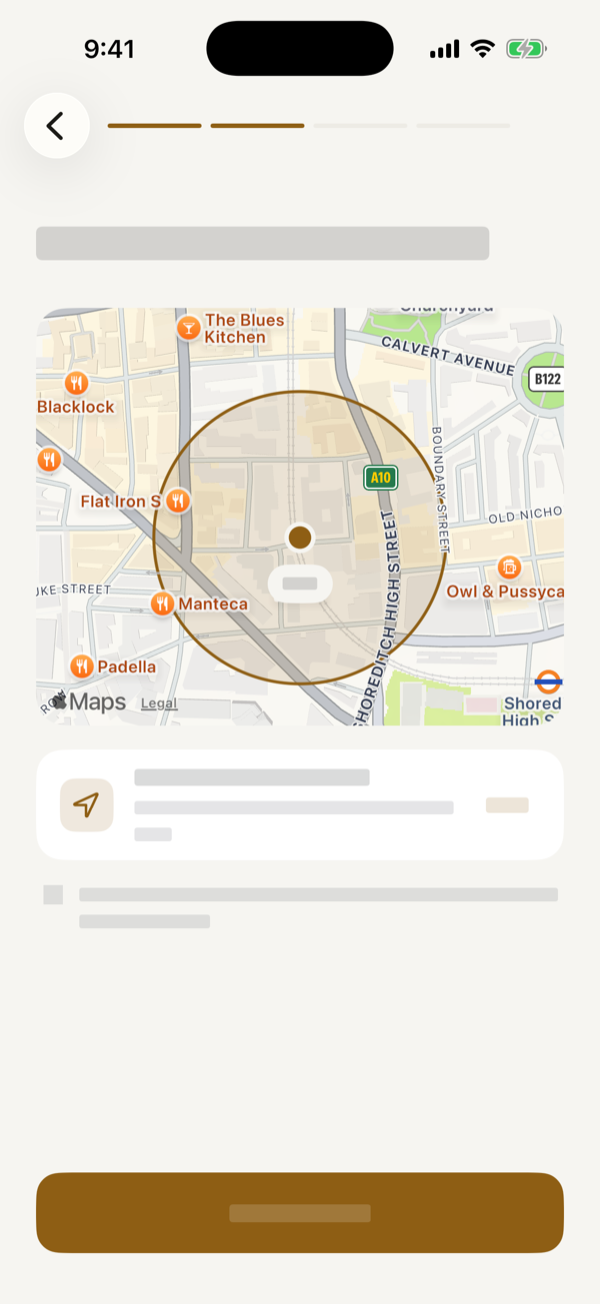 9:41
The Blues
Kitchen
CALVERT AVENUE
B122
Blacklock
A10
BOUNDARY STREET
Flat Iron S
OLD NICHO
Owl & Pussyca
SHOREDITCH HIGH STREET
UKE STREET
Manteca
Padella
Maps
Legal
Shored
High S